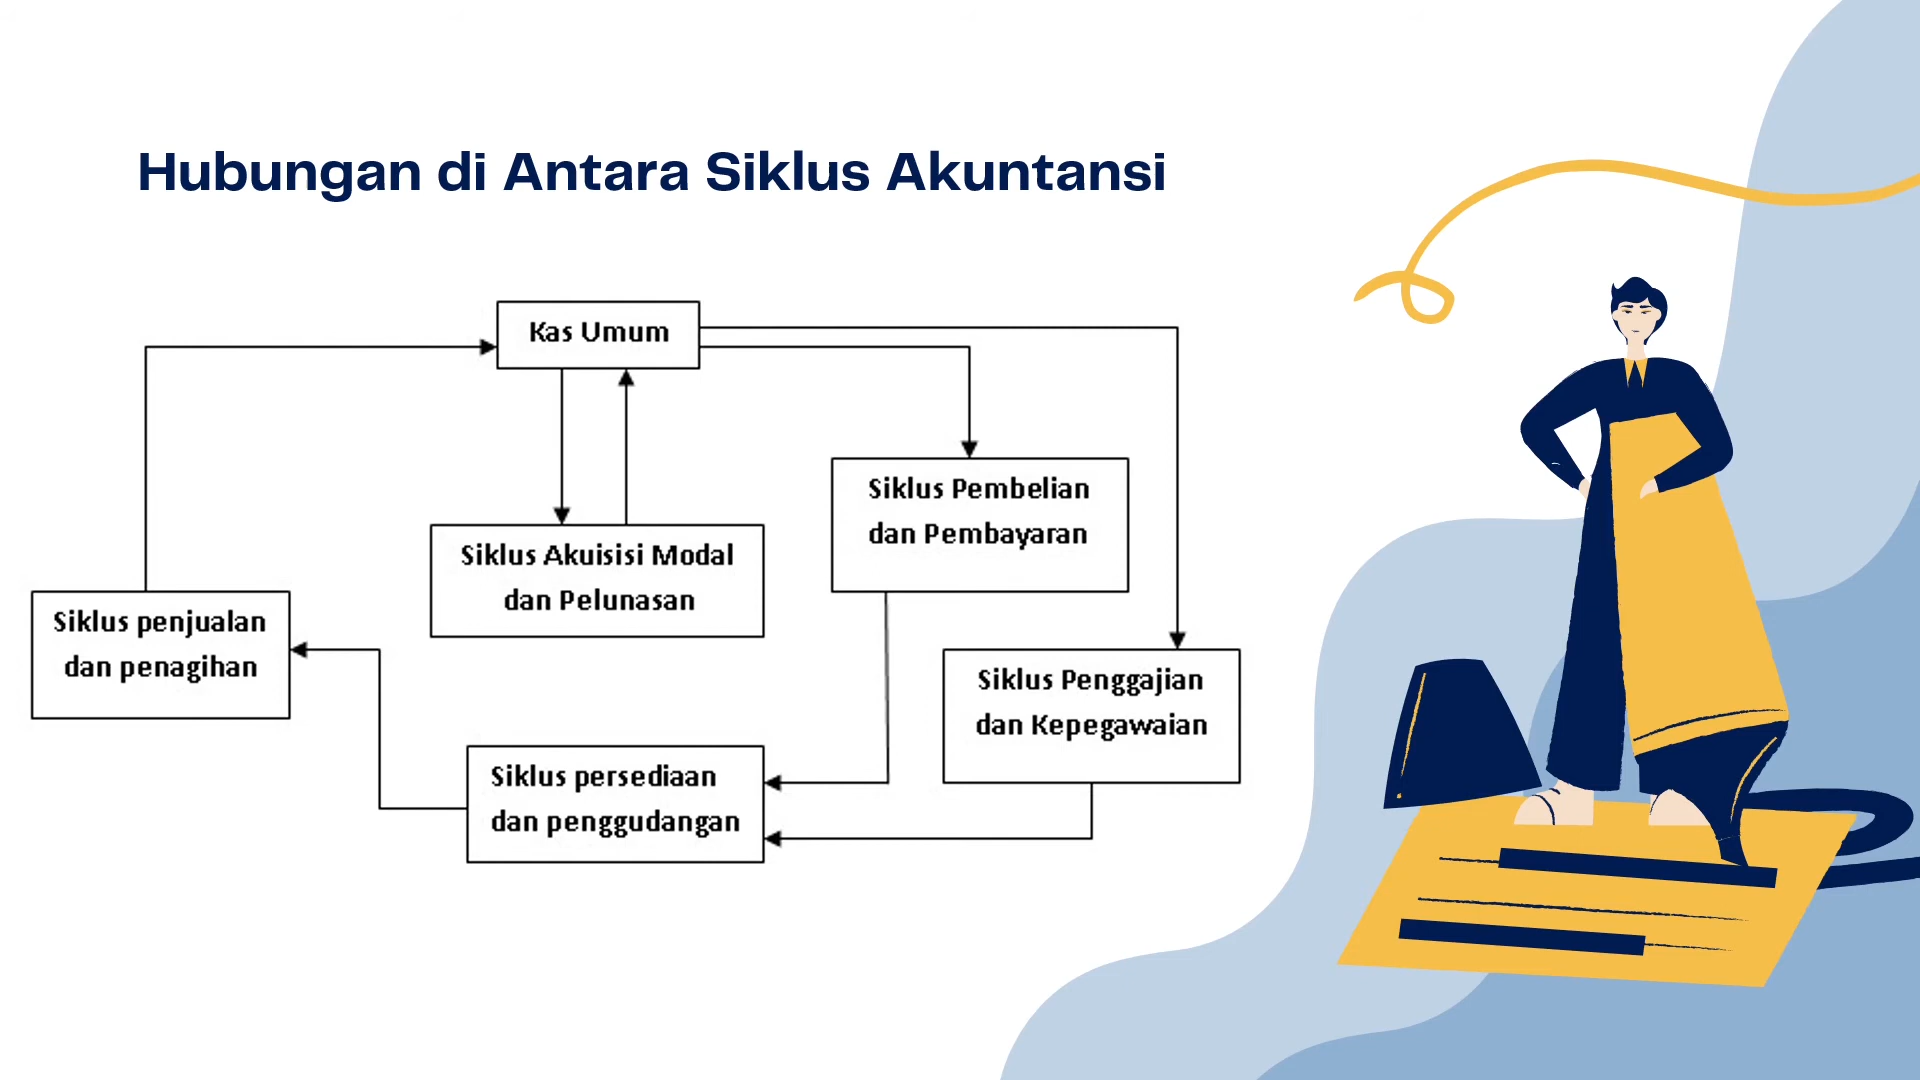 Hubungan di Antara Siklus Akuntansi
Kas Umum
Siklus Pembelian
dan Pembayaran
Siklus Akuisisi Modal
dan Pelunasan
Siklus penjualan
dan penagihan
Siklus Penggajian
dan Kepegawaian
Siklus persediaan
dan penggudangan